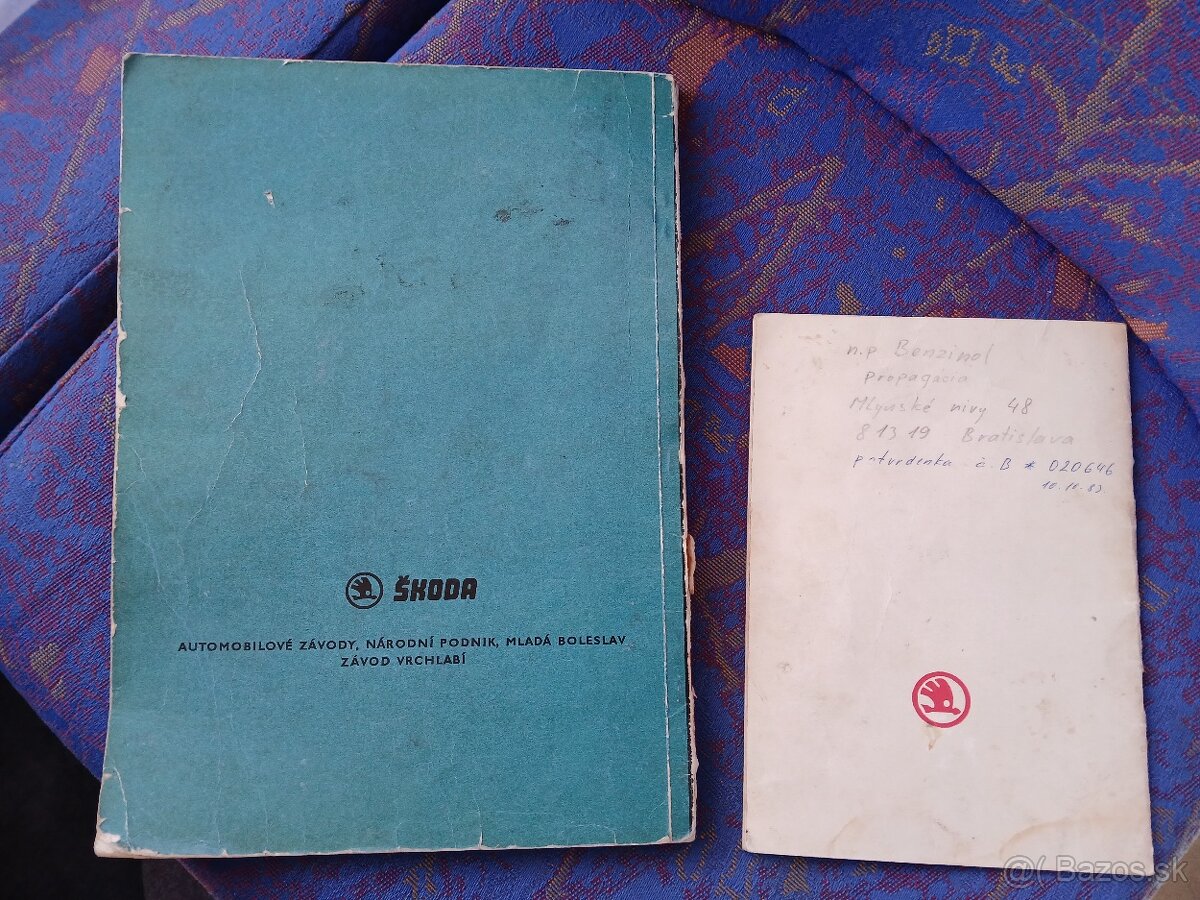 ŠKODA
AUTOMOBILOVÉ ZÁVODY, NÁRODNÍ PODNIK, MLADÁ BOLESLAV
ZÁVOD VRCHLABÍ
n.p Benzinol
propagácia
Mlynské nivy 48
813 19 Bratislava
potvrdenka č. B * 020646
10.10.83.
@( Bazos.sk